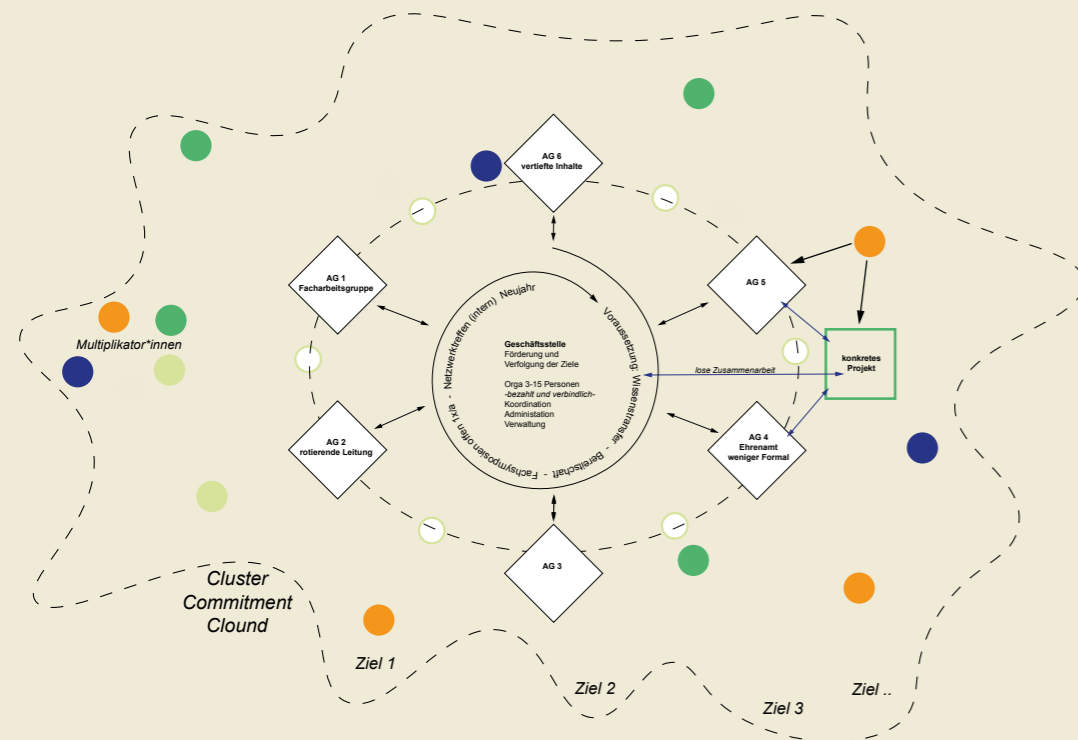 AG 6
vertiefte Inhalte
AG 1
Facharbeitsgruppe
AG 5
Multiplikator*innen
Voraussetzung: Wissenstransfer - Bereitschaft - Fachsymposien offen 1x/a - Netzwerktreffen (intern) Neujahr
Geschäftsstelle
Förderung und
Verfolgung der Ziele
Orga 3-15 Personen
-bezahlt und verbindlich-
Koordination
Administation
Verwaltung
lose Zusammenarbeit
konkretes
Projekt
AG 2
rotierende Leitung
AG 4
Ehrenamt
weniger Formal
AG 3
Cluster
Commitment
Clound
Ziel 1
Ziel 2
Ziel 3
Ziel ..